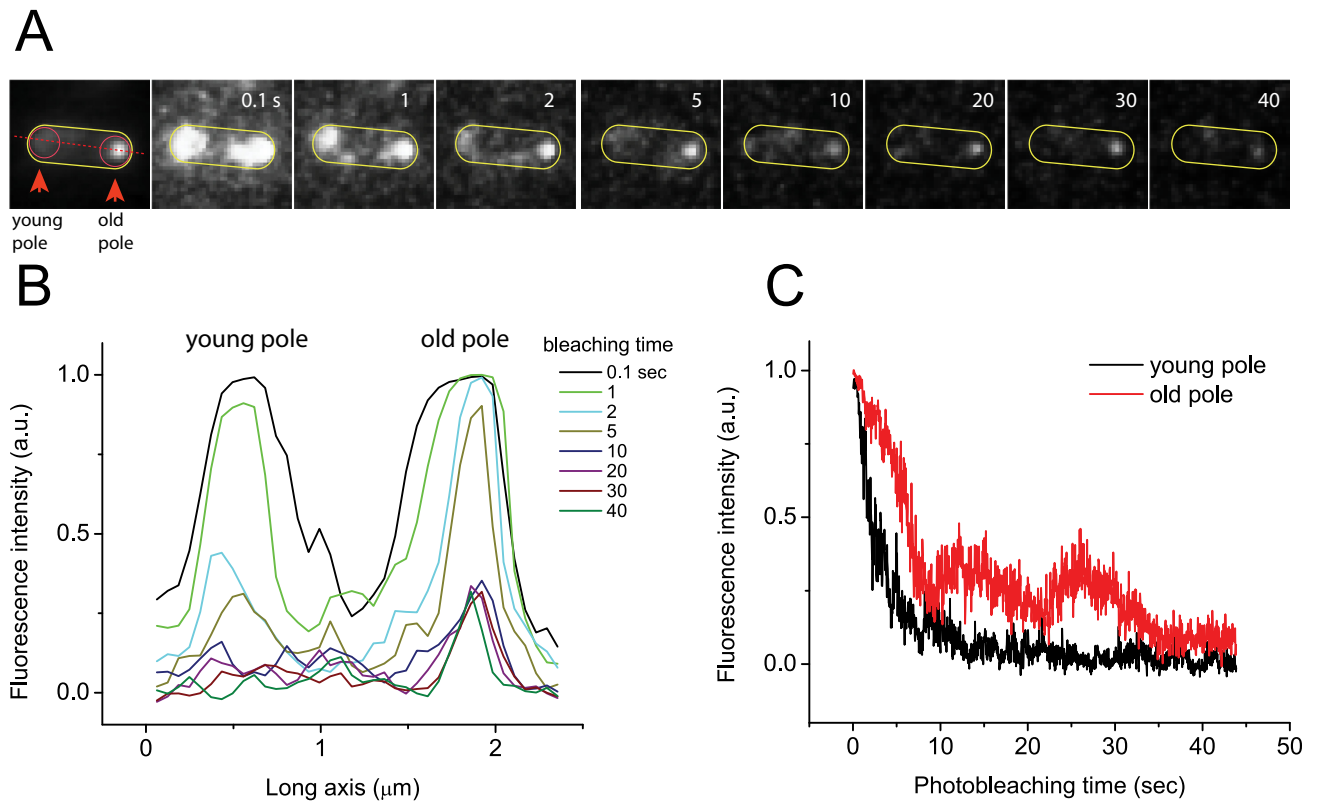 A
0.1 s 1 2 5 10 20 30 40
young pole
old pole
B
young pole old pole
bleaching time
0.1 sec
1
2
5
10
20
30
40
1.0
0.5
0.0
Fluorescence intensity (a.u.)
0 1 2
Long axis (μm)
C
young pole
old pole
1.0
0.5
0.0
Fluorescence intensity (a.u.)
0 10 20 30 40 50
Photobleaching time (sec)